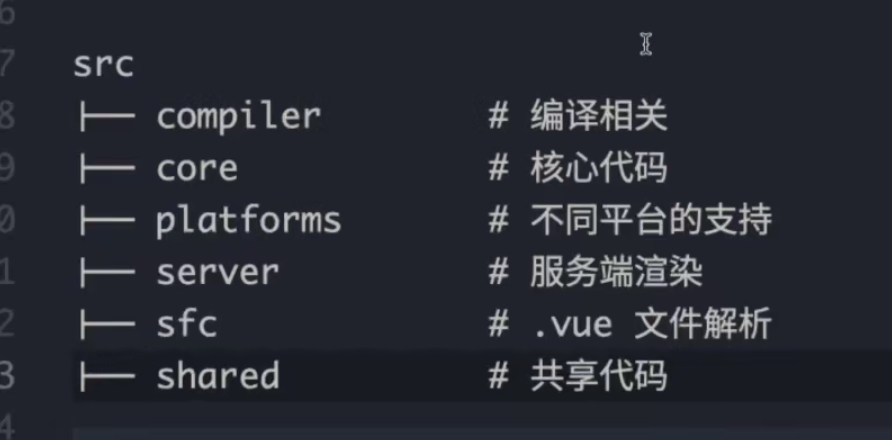 6
7 src
8 ├── compiler # 编译相关
9 ├── core # 核心代码
0 ├── platforms # 不同平台的支持
1 ├── server # 服务端渲染
2 ├── sfc # .vue 文件解析
3 ├── shared # 共享代码
4